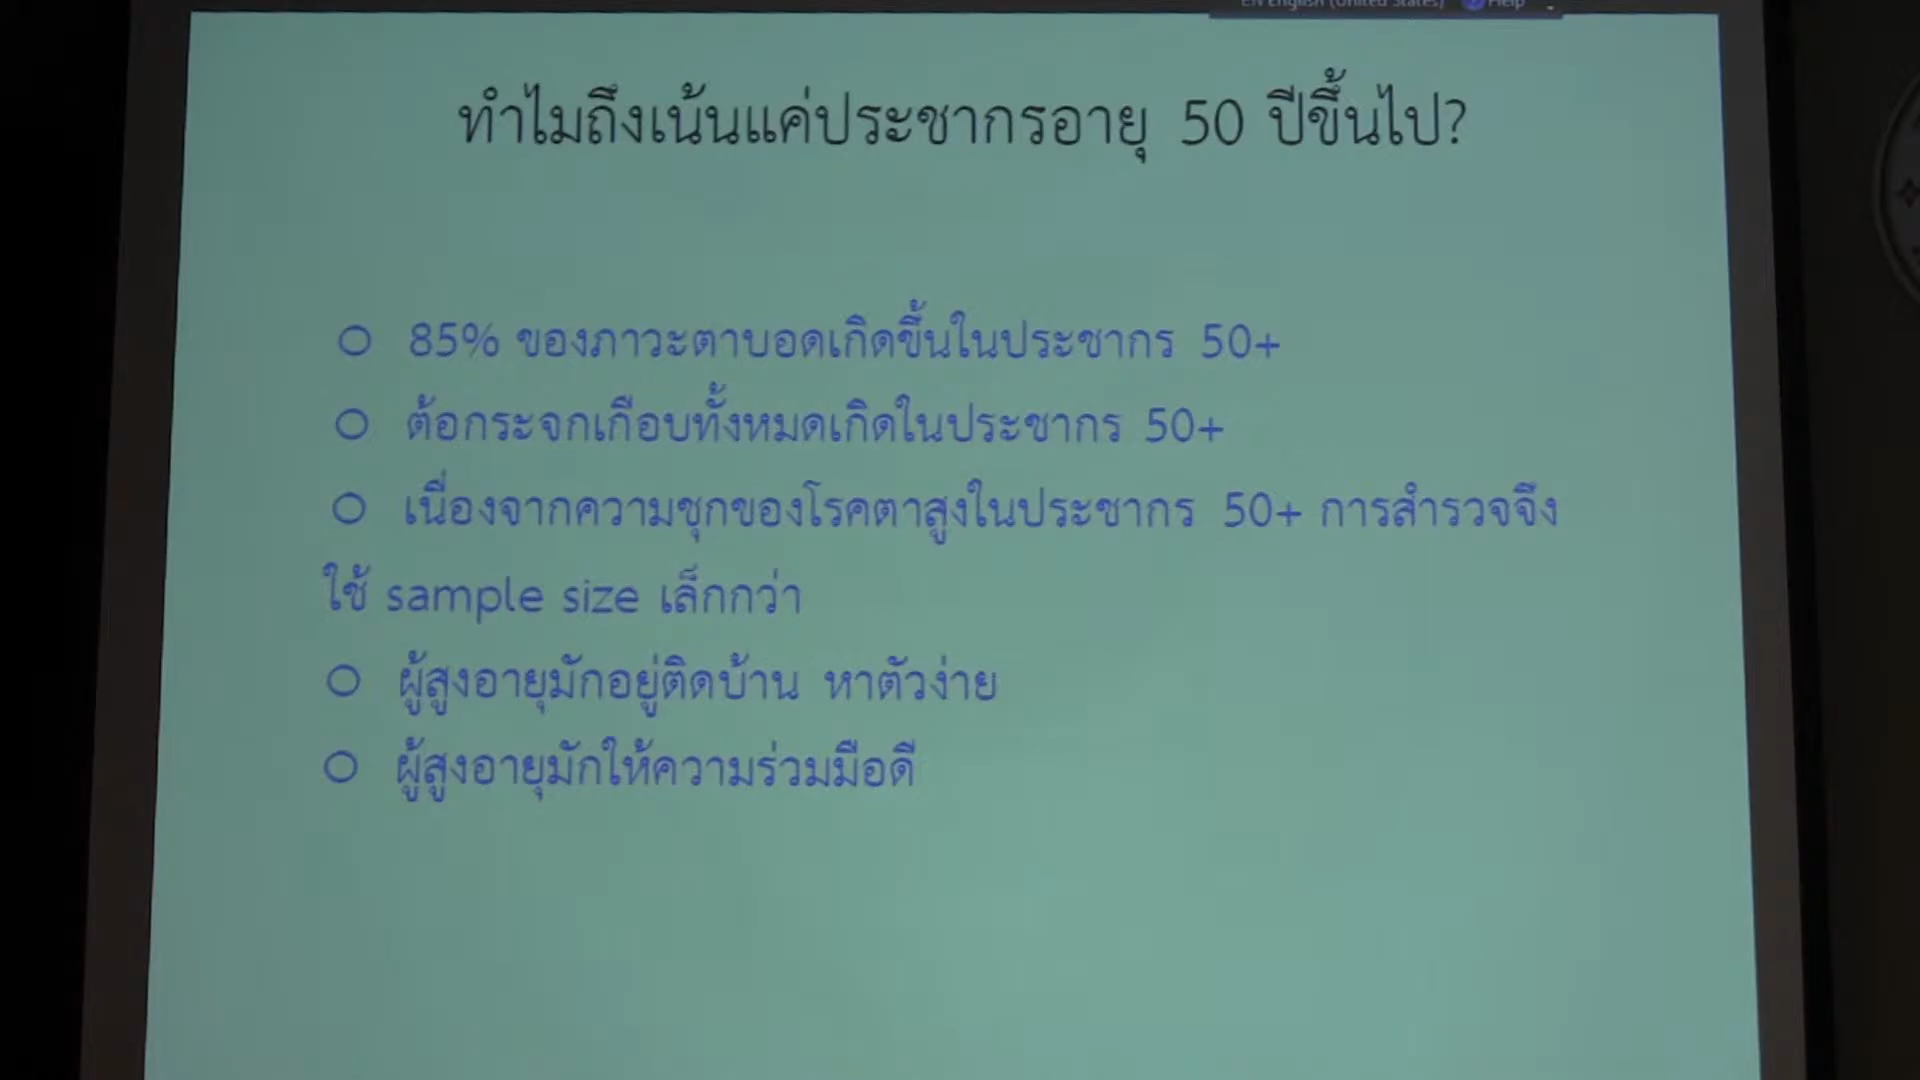 EN English (United States) Help
ทำไมถึงเน้นแค่ประชากรอายุ 50 ปีขึ้นไป?
85% ของภาวะตาบอดเกิดขึ้นในประชากร 50+
ต้อกระจกเกือบทั้งหมดเกิดในประชากร 50+
เนื่องจากความชุกของโรคตาสูงในประชากร 50+ การสำรวจจึง
ใช้ sample size เล็กกว่า
ผู้สูงอายุมักอยู่ติดบ้าน หาตัวง่าย
ผู้สูงอายุมักให้ความร่วมมือดี